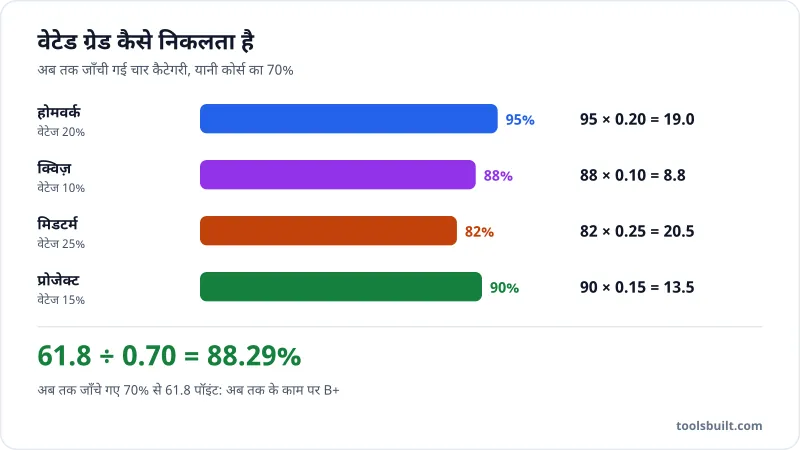 वेटेड ग्रेड कैसे निकलता है
अब तक जाँची गई चार कैटेगरी, यानी कोर्स का 70%
होमवर्क
वेटेज 20%
95%
95 × 0.20 = 19.0
क्विज़
वेटेज 10%
88%
88 × 0.10 = 8.8
मिडटर्म
वेटेज 25%
82%
82 × 0.25 = 20.5
प्रोजेक्ट
वेटेज 15%
90%
90 × 0.15 = 13.5
61.8 ÷ 0.70 = 88.29%
अब तक जाँचे गए 70% से 61.8 पॉइंट: अब तक के काम पर B+
toolsbuilt.com